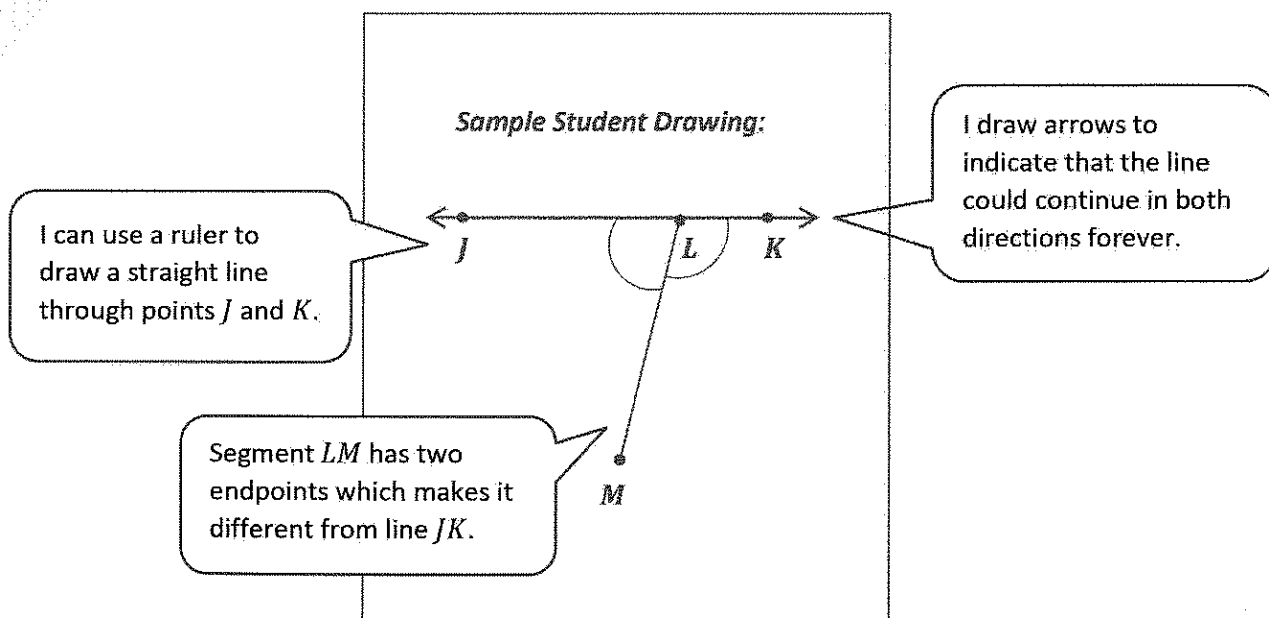 Sample Student Drawing:
I draw arrows to
indicate that the line
could continue in both
directions forever.
I can use a ruler to
draw a straight line
through points J and K.
J
L
K
Segment LM has two
endpoints which makes it
different from line JK.
M